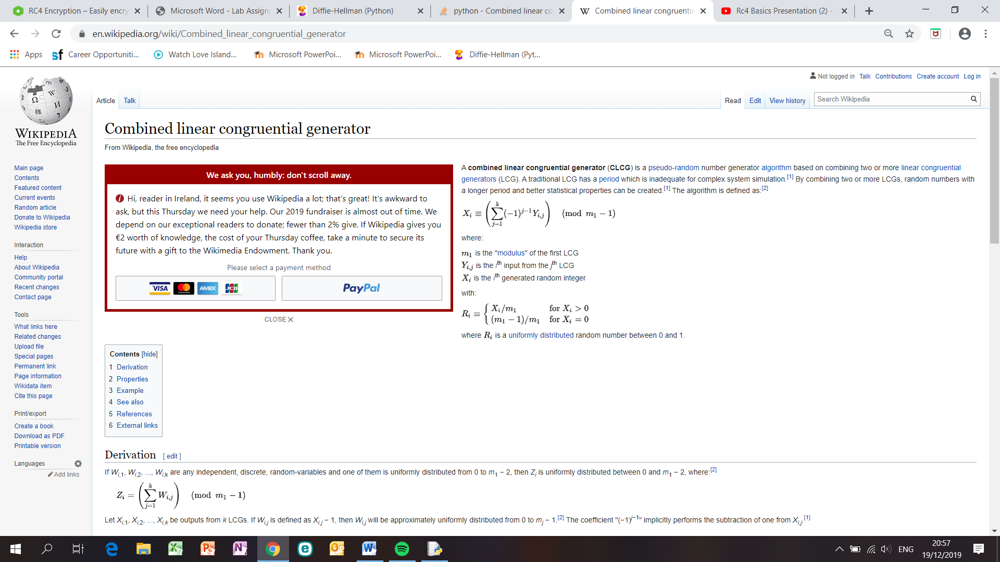 RC4 Encryption – Easily encry
Microsoft Word - Lab Assignm
Diffie-Hellman (Python)
python - Combined linear co
Combined linear congruentia
Rc4 Basics Presentation (2) -
en.wikipedia.org/wiki/Combined_linear_congruential_generator
Apps
Career Opportuniti...
Watch Love Island...
Microsoft PowerPoi...
Microsoft PowerPoi...
Diffie-Hellman (Pyt...
Not logged in Talk Contributions Create account Log in
Article Talk
Read Edit View history Search Wikipedia
WIKIPEDIA
The Free Encyclopedia
Main page
Contents
Featured content
Current events
Random article
Donate to Wikipedia
Wikipedia store
Interaction
Help
About Wikipedia
Community portal
Recent changes
Contact page
Tools
What links here
Related changes
Upload file
Special pages
Permanent link
Page information
Wikidata item
Cite this page
Print/export
Create a book
Download as PDF
Printable version
Languages
Add links
Combined linear congruential generator
From Wikipedia, the free encyclopedia
We ask you, humbly: don't scroll away.
Hi, reader in Ireland, it seems you use Wikipedia a lot; that's great! It's awkward to
ask, but this Thursday we need your help. Our 2019 fundraiser is almost out of time. We
depend on our exceptional readers to donate; fewer than 2% give. If Wikipedia gives you
€2 worth of knowledge, the cost of your Thursday coffee, take a minute to secure its
future with a gift to the Wikimedia Endowment. Thank you.
Please select a payment method
VISA mastercard AMEX JCB
PayPal
CLOSE X
A combined linear congruential generator (CLCG) is a pseudo-random number generator algorithm based on combining two or more linear congruential
generators (LCG). A traditional LCG has a period which is inadequate for complex system simulation.[1] By combining two or more LCGs, random numbers with
a longer period and better statistical properties can be created.[1] The algorithm is defined as:[2]
X_i ≡ (∑_{j=1}^{k} (−1)^{j−1} Y_{i,j}) (mod m_1 − 1)
where:
m_1 is the "modulus" of the first LCG
Y_{i,j} is the i^th input from the j^th LCG
X_i is the i^th generated random integer
with:
R_i ≡ { X_i/m_1 for X_i > 0
(m_1 − 1)/m_1 for X_i = 0
where R_i is a uniformly distributed random number between 0 and 1.
Contents [hide]
1 Derivation
2 Properties
3 Example
4 See also
5 References
6 External links
Derivation [ edit ]
If W_{i,1}, W_{i,2}, ..., W_{i,k} are any independent, discrete, random-variables and one of them is uniformly distributed from 0 to m_1 − 2, then Z_i is uniformly distributed between 0 and m_1 − 2, where:[2]
Z_i = (∑_{j=1}^{k} W_{i,j}) (mod m_1 − 1)
Let X_{i,1}, X_{i,2}, ..., X_{i,k} be outputs from k LCGs. If W_{i,j} is defined as X_{i,j} − 1, then W_{i,j} will be approximately uniformly distributed from 0 to m_j − 1.[2] The coefficient "(−1)^{j−1}" implicitly performs the subtraction of one from X_{i,j}.[1]
ENG
20:57
19/12/2019